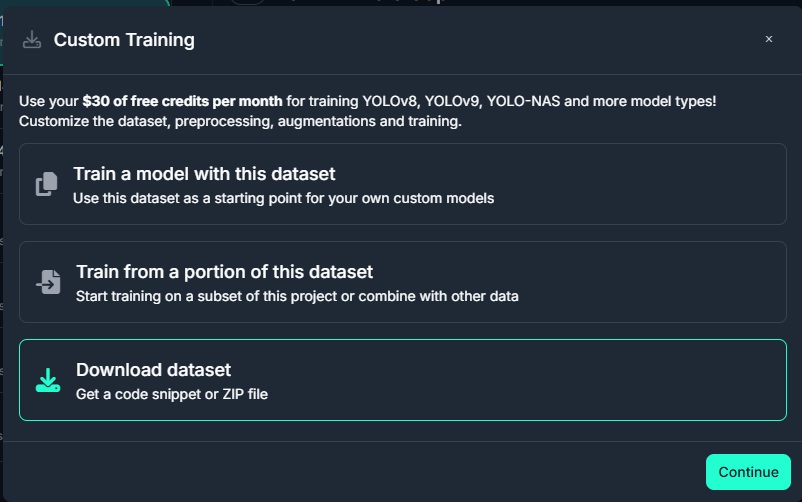 Custom Training
×
Use your $30 of free credits per month for training YOLOv8, YOLOv9, YOLO-NAS and more model types!
Customize the dataset, preprocessing, augmentations and training.
Train a model with this dataset
Use this dataset as a starting point for your own custom models
Train from a portion of this dataset
Start training on a subset of this project or combine with other data
Download dataset
Get a code snippet or ZIP file
Continue